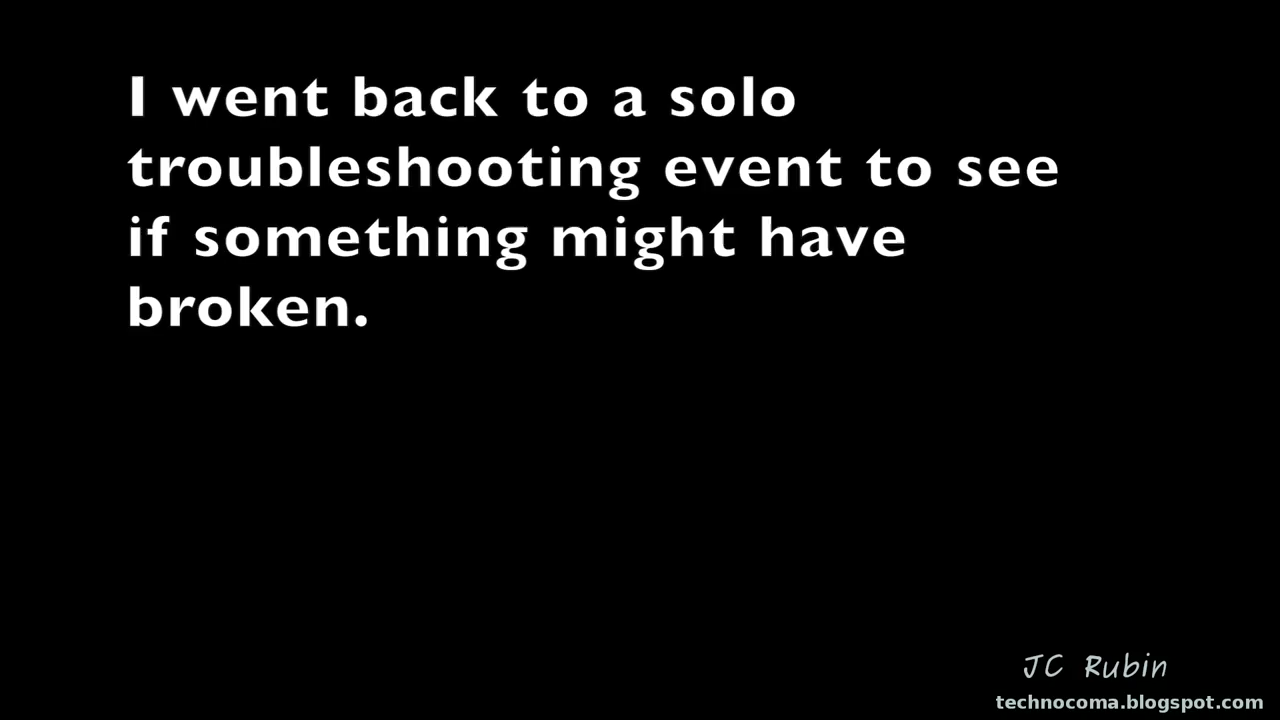 I went back to a solo
troubleshooting event to see
if something might have
broken.
JC Rubin
technocoma.blogspot.com